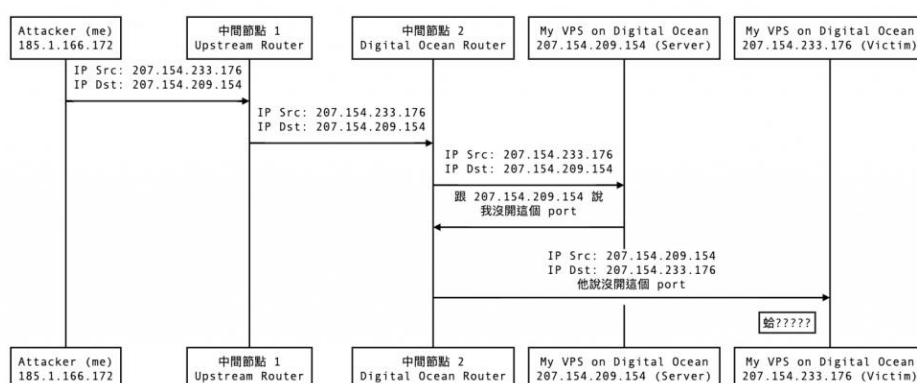 Attacker (me)
185.1.166.172
中間節點 1
Upstream Router
中間節點 2
Digital Ocean Router
My VPS on Digital Ocean
207.154.209.154 (Server)
My VPS on Digital Ocean
207.154.233.176 (Victim)
IP Src: 207.154.233.176
IP Dst: 207.154.209.154
IP Src: 207.154.233.176
IP Dst: 207.154.209.154
IP Src: 207.154.233.176
IP Dst: 207.154.209.154
跟 207.154.209.154 說
我沒開這個 port
IP Src: 207.154.209.154
IP Dst: 207.154.233.176
他說沒開這個 port
蛤?????
Attacker (me)
185.1.166.172
中間節點 1
Upstream Router
中間節點 2
Digital Ocean Router
My VPS on Digital Ocean
207.154.209.154 (Server)
My VPS on Digital Ocean
207.154.233.176 (Victim)